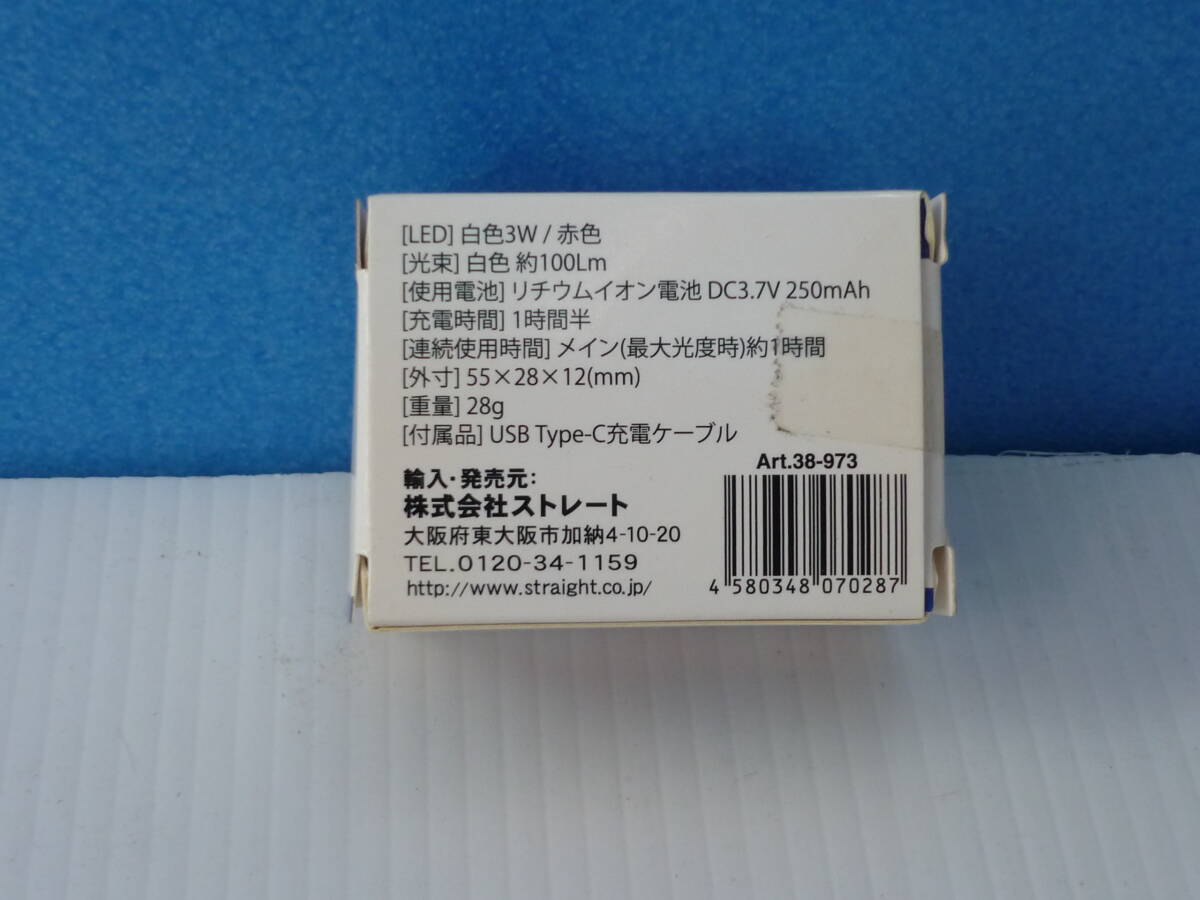 [LED] 白色3W / 赤色
[光束] 白色 約100Lm
[使用電池] リチウムイオン電池 DC3.7V 250mAh
[充電時間] 1時間半
[連続使用時間] メイン(最大光度時)約1時間
[外寸] 55×28×12(mm)
[重量] 28g
[付属品] USB Type-C充電ケーブル
輸入・発売元:
株式会社ストレート
大阪府東大阪市加納4-10-20
TEL.0120-34-1159
http://www.straight.co.jp/
Art.38-973
4 580348 070287